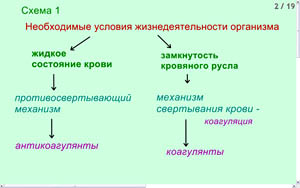 Схема 1
2 / 19
Необходимые условия жизнедеятельности организма
жидкое
состояние крови
замкнутость
кровяного русла
противосвертывающий
механизм
механизм
свертывания крови -
коагуляция
антикоагулянты
коагулянты